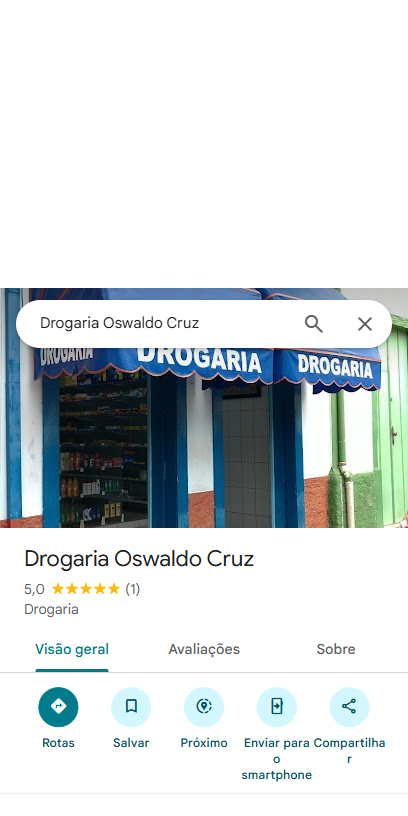 Drogaria Oswaldo Cruz
DROGARIA DROGARIA DROGARIA
Drogaria Oswaldo Cruz
5,0 ★★★★★ (1)
Drogaria
Visão geral Avaliações Sobre
Rotas Salvar Próximo Enviar para Compartilha
o r
smartphone